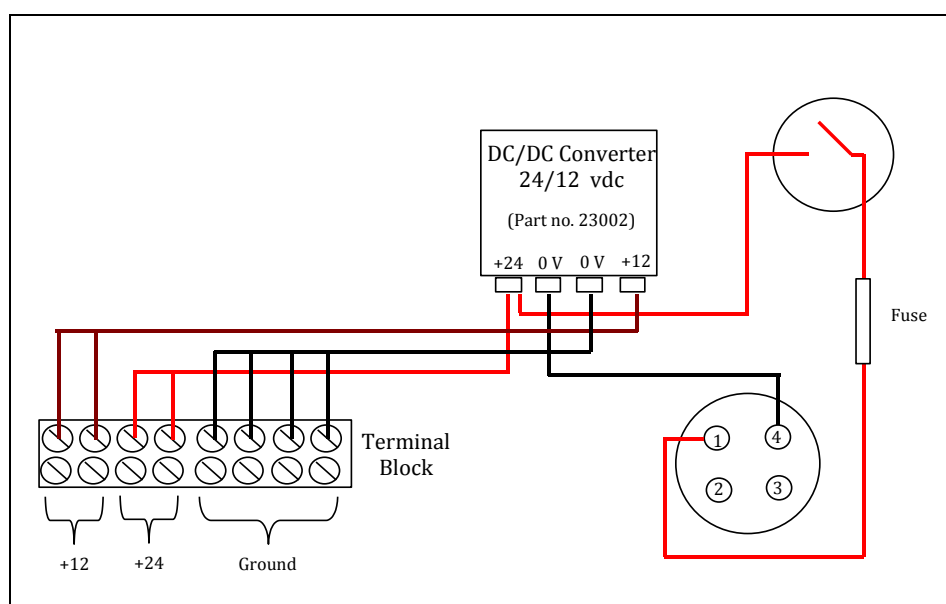 DC/DC Converter
24/12 vdc
(Part no. 23002)
+24 0 V 0 V +12
Fuse
1 4
2 3
Terminal
Block
+12 +24 Ground